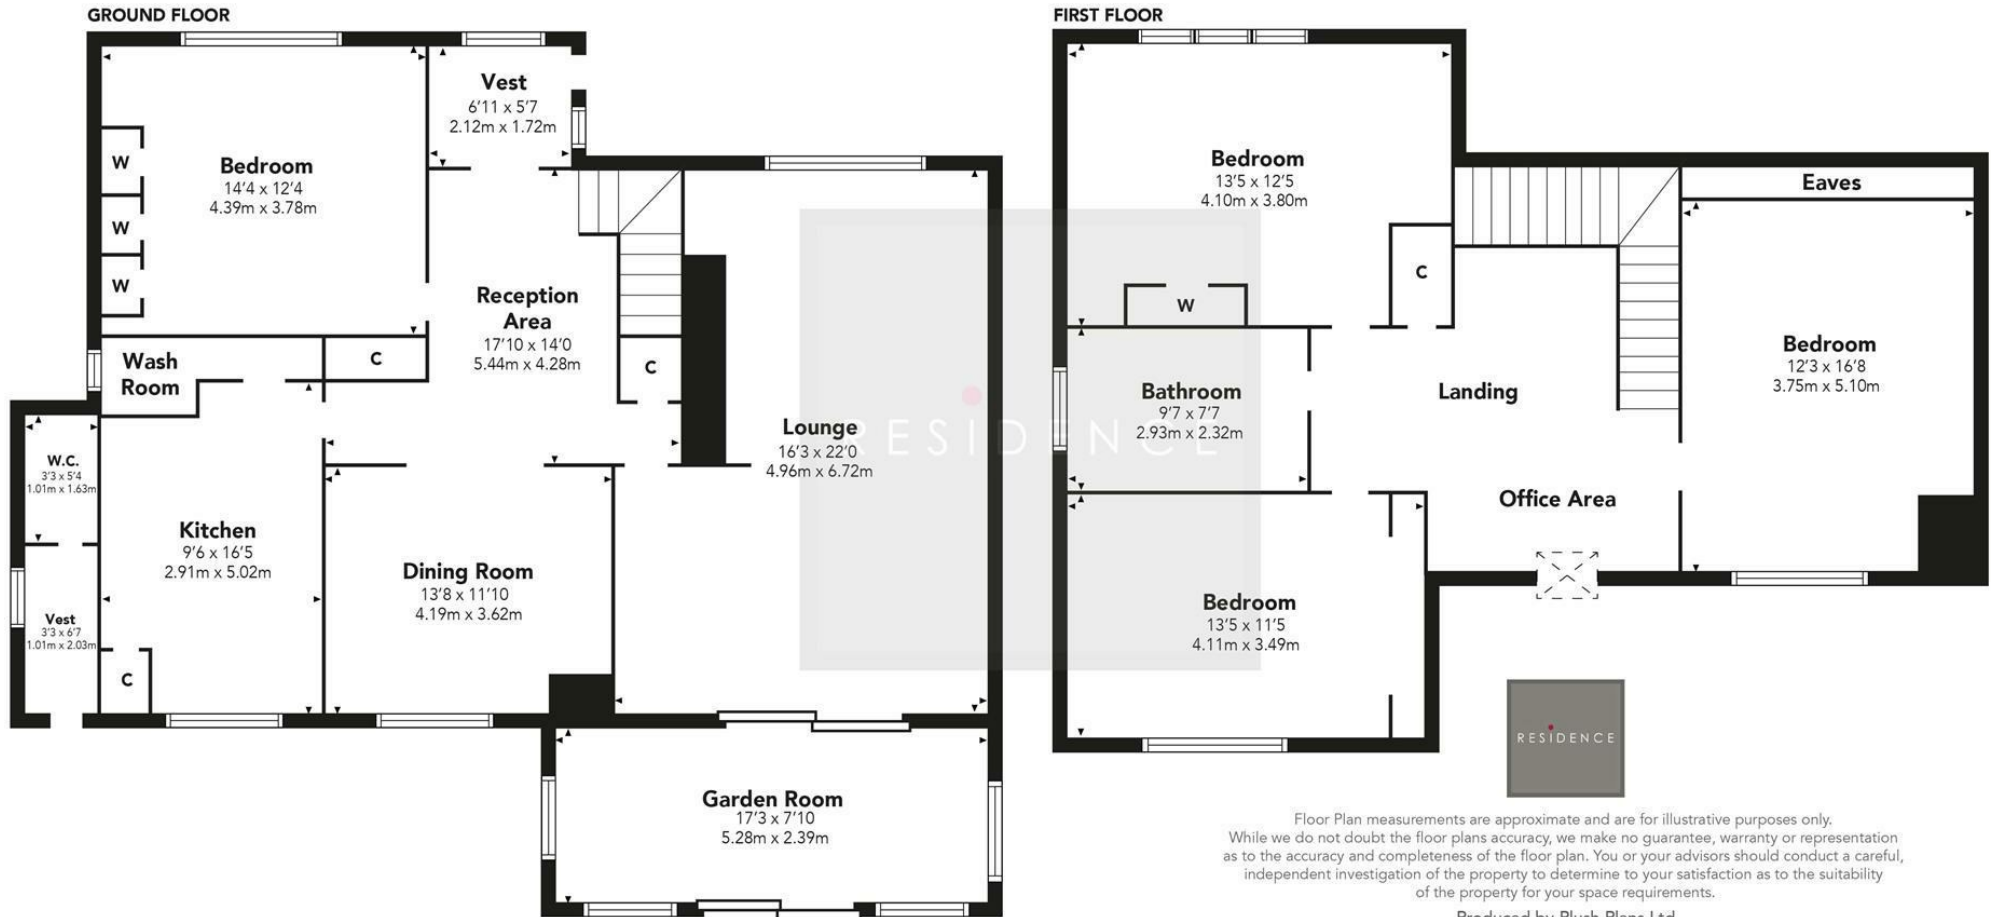 GROUND FLOOR
Bedroom
14'4 x 12'4
4.39m x 3.78m
W
W
W
Vest
6'11 x 5'7
2.12m x 1.72m
Reception
Area
17'10 x 14'0
5.44m x 4.28m
Wash
Room
C
C
Lounge
16'3 x 22'0
4.96m x 6.72m
W.C.
3'3 x 5'4
1.01m x 1.63m
Kitchen
9'6 x 16'5
2.91m x 5.02m
Dining Room
13'8 x 11'10
4.19m x 3.62m
Vest
3'3 x 6'7
1.01m x 2.03m
C
Garden Room
17'3 x 7'10
5.28m x 2.39m
RESIDENCE
FIRST FLOOR
Bedroom
13'5 x 12'5
4.10m x 3.80m
W
C
Eaves
Bedroom
12'3 x 16'8
3.75m x 5.10m
Bathroom
9'7 x 7'7
2.93m x 2.32m
Landing
Office Area
Bedroom
13'5 x 11'5
4.11m x 3.49m
RESIDENCE
Floor Plan measurements are approximate and are for illustrative purposes only.
While we do not doubt the floor plans accuracy, we make no guarantee, warranty or representation
as to the accuracy and completeness of the floor plan. You or your advisors should conduct a careful,
independent investigation of the property to determine to your satisfaction as to the suitability
of the property for your space requirements.
Produced by Plush Plans Ltd